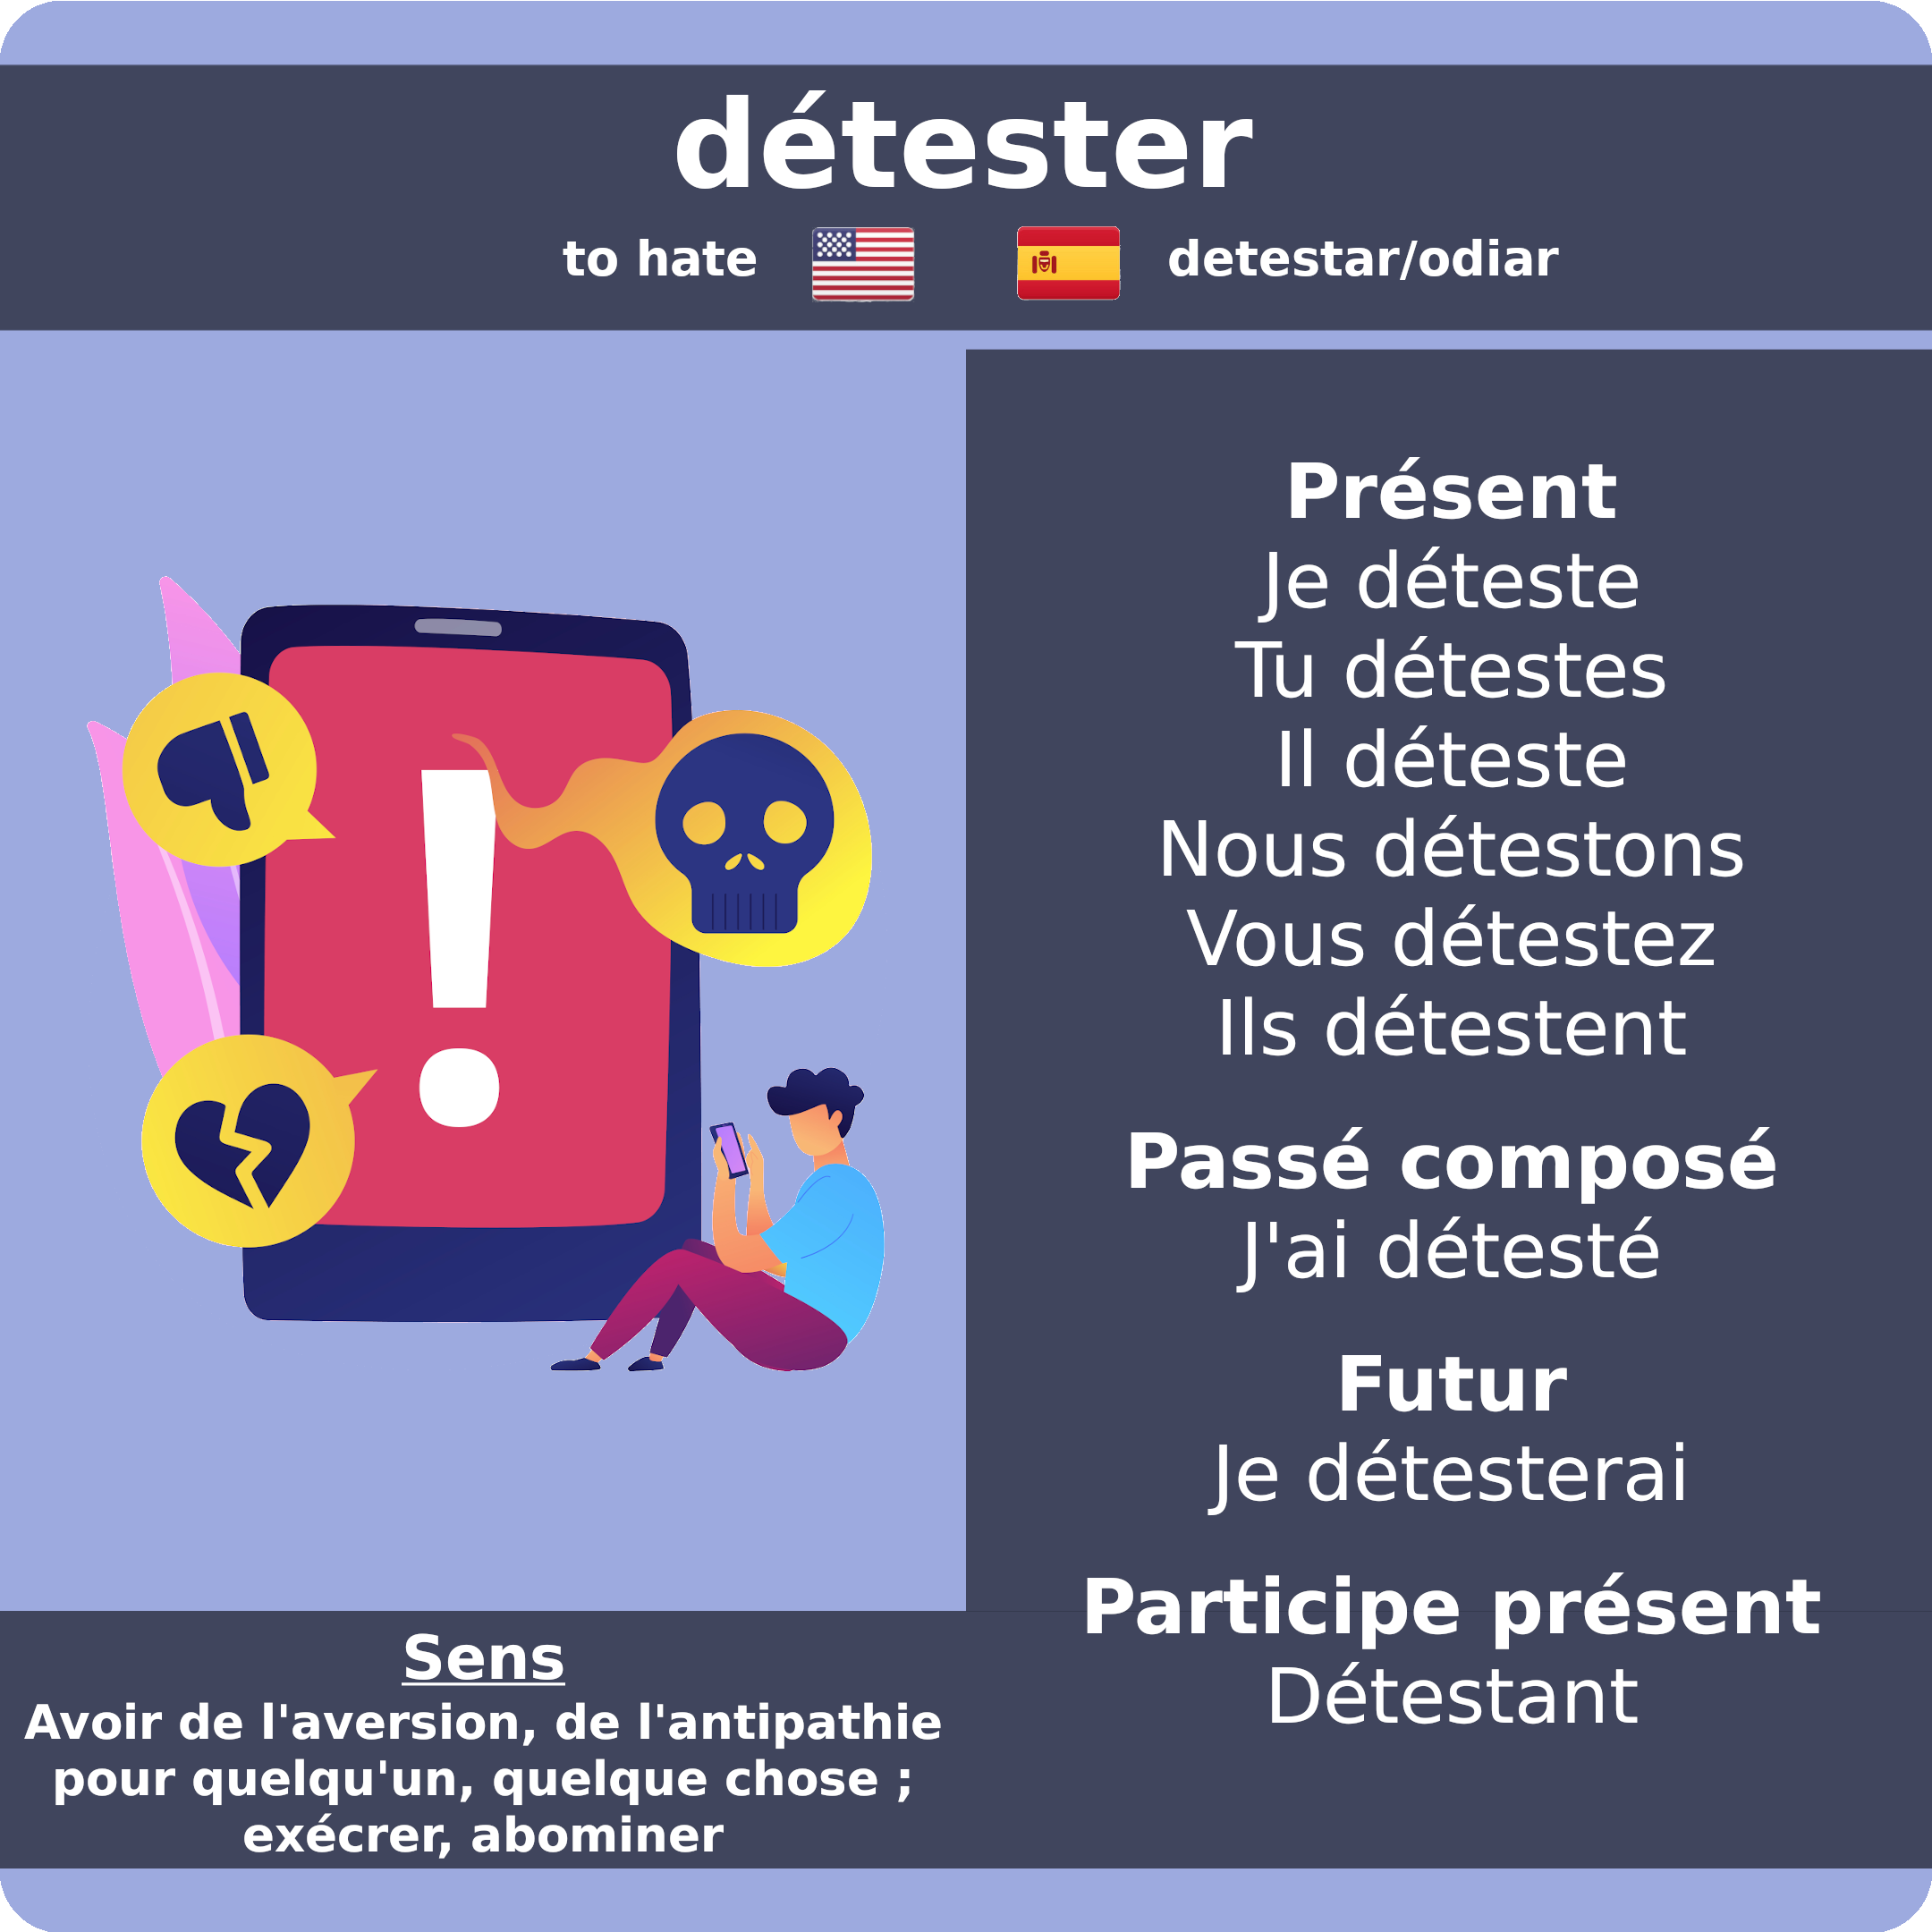 détester
to hate detestar/odiar
Présent
Je déteste
Tu détestes
Il déteste
Nous détestons
Vous détestez
Ils détestent
Passé composé
J'ai détesté
Futur
Je détesterai
Participe présent
Détestant
Sens
Avoir de l'aversion, de l'antipathie
pour quelqu'un, quelque chose ;
exécrer, abominer